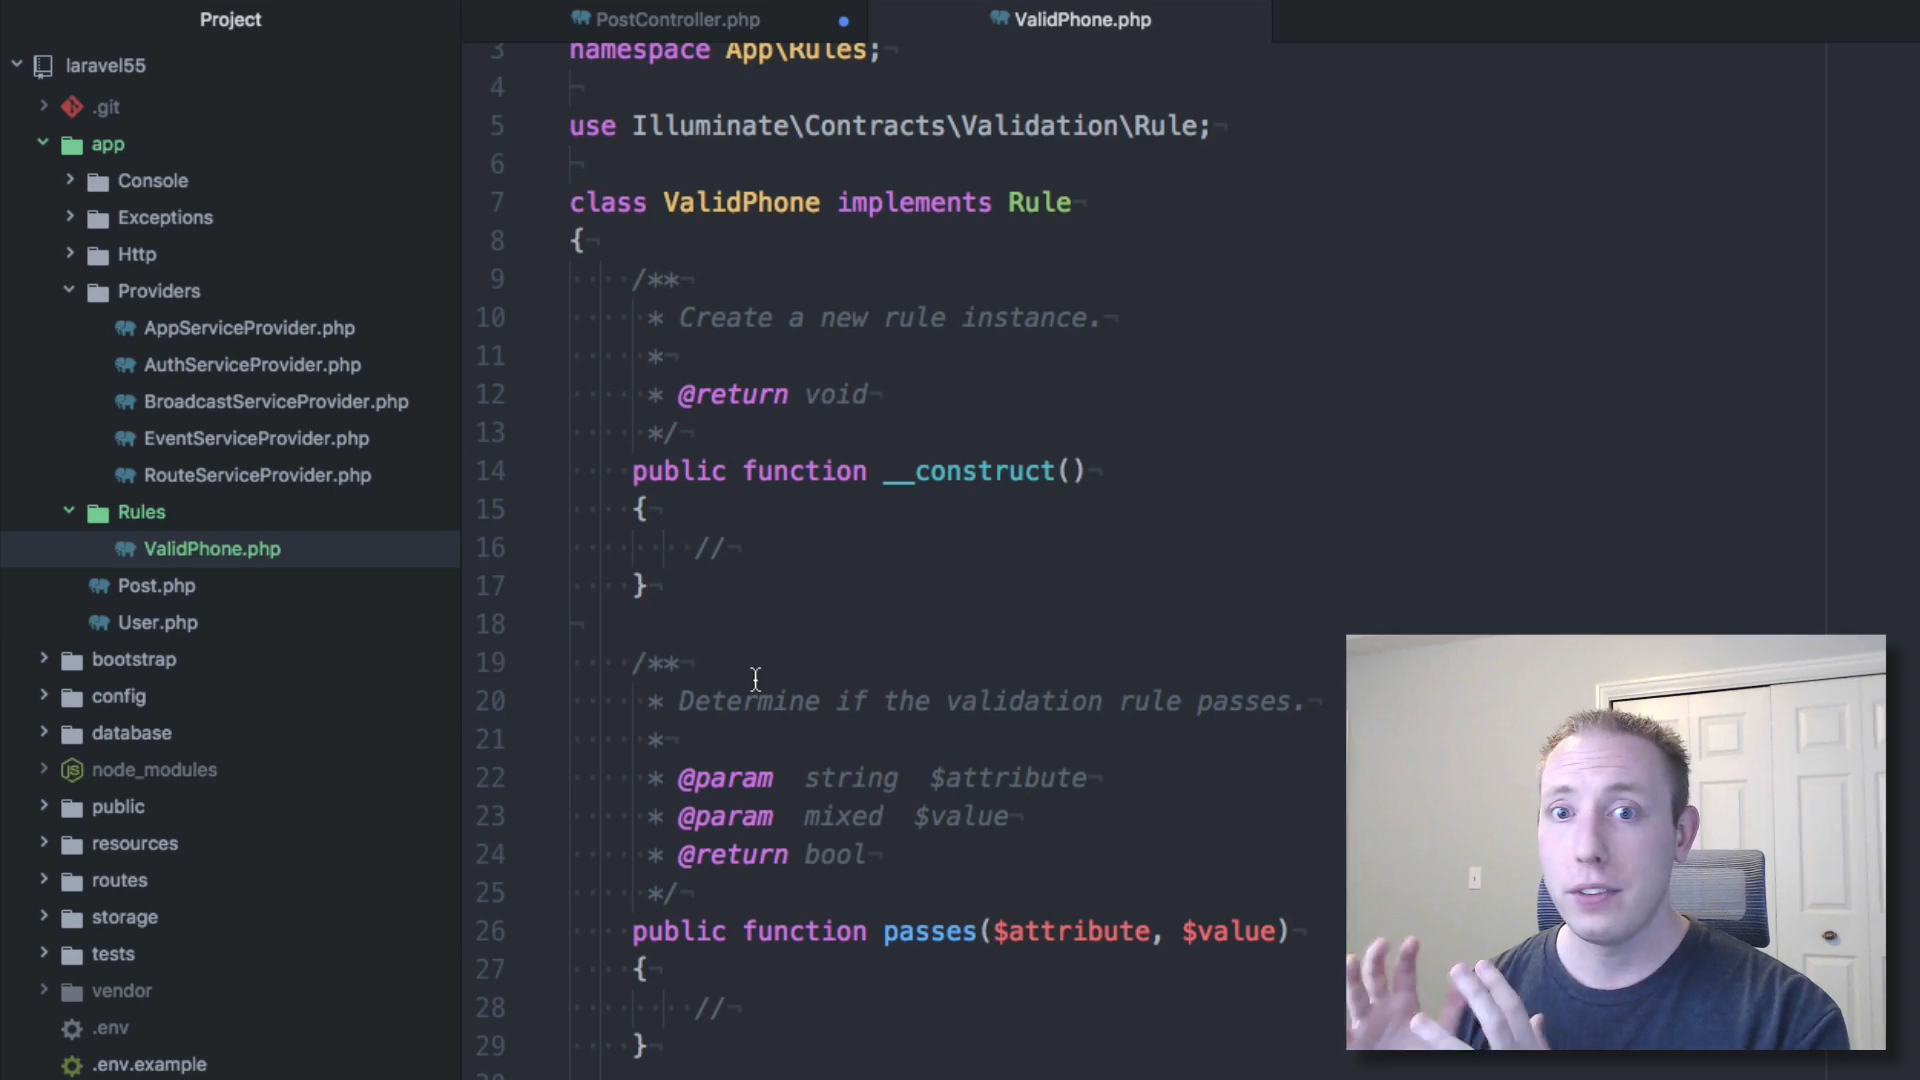 Project
laravel55
.git
app
Console
Exceptions
Http
Providers
AppServiceProvider.php
AuthServiceProvider.php
BroadcastServiceProvider.php
EventServiceProvider.php
RouteServiceProvider.php
Rules
ValidPhone.php
Post.php
User.php
bootstrap
config
database
node_modules
public
resources
routes
storage
tests
vendor
.env
.env.example
PostController.php
ValidPhone.php
3 namespace App\Rules;
4
5 use Illuminate\Contracts\Validation\Rule;
6
7 class ValidPhone implements Rule
8 {
9 /**
10 * Create a new rule instance.
11 *
12 * @return void
13 */
14 public function __construct()
15 {
16 //
17 }
18
19 /**
20 * Determine if the validation rule passes.
21 *
22 * @param string $attribute
23 * @param mixed $value
24 * @return bool
25 */
26 public function passes($attribute, $value)
27 {
28 //
29 }